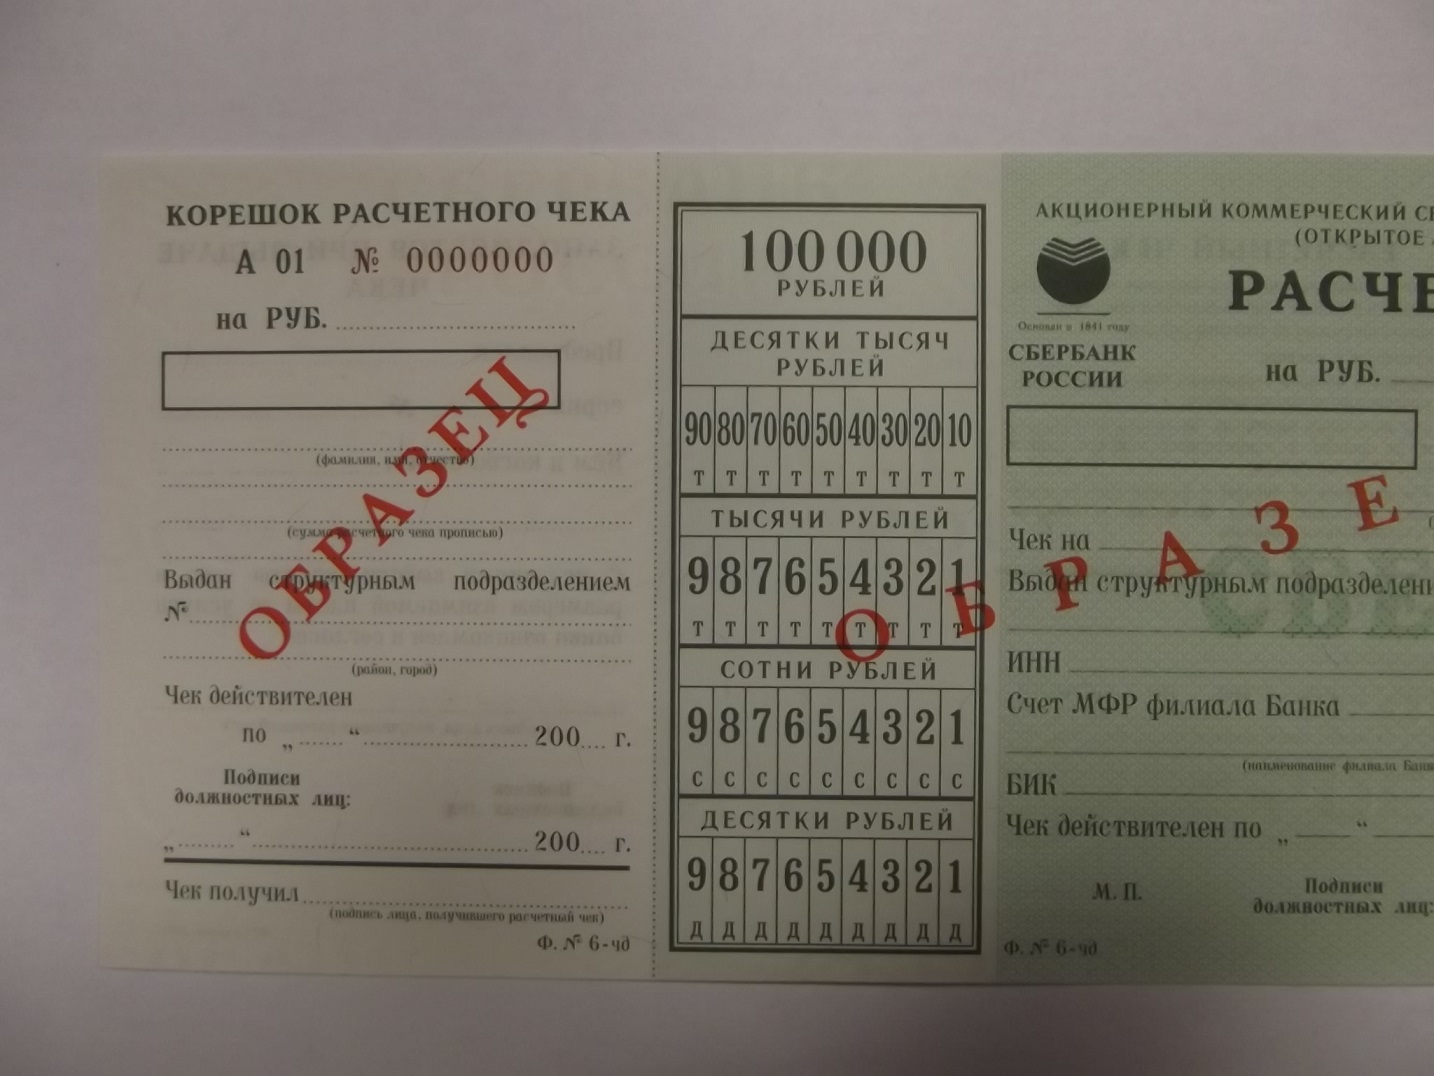 КОРЕШОК РАСЧЕТНОГО ЧЕКА
А 01 № 0000000
на РУБ.
(фамилия, имя, отчество)
(сумма расчетного чека прописью)
Выдан структурным подразделением
№
(район, город)
Чек действителен
по „ “ 200 г.
Подписи
должностных лиц:
„ “ 200 г.
Чек получил
(подпись лица, получившего расчетный чек)
Ф. № 6-чд
ОБРАЗЕЦ
100 000
РУБЛЕЙ
ДЕСЯТКИ ТЫСЯЧ
РУБЛЕЙ
90 80 70 60 50 40 30 20 10
Т Т Т Т Т Т Т Т Т
ТЫСЯЧИ РУБЛЕЙ
9 8 7 6 5 4 3 2 1
Т Т Т Т Т Т Т Т Т
СОТНИ РУБЛЕЙ
9 8 7 6 5 4 3 2 1
С С С С С С С С С
ДЕСЯТКИ РУБЛЕЙ
9 8 7 6 5 4 3 2 1
Д Д Д Д Д Д Д Д Д
АКЦИОНЕРНЫЙ КОММЕРЧЕСКИЙ
(ОТКРЫТОЕ
РАСЧЕ
Основан в 1841 году
СБЕРБАНК
РОССИИ
на РУБ.
Чек на
Выдан структурным подразделени
ИНН
Счет МФР филиала Банка
(наименование филиала Банк
БИК
Чек действителен по „ “
М. П.
Подписи
должностных лиц:
Ф. № 6-чд
ОБРАЗЕ